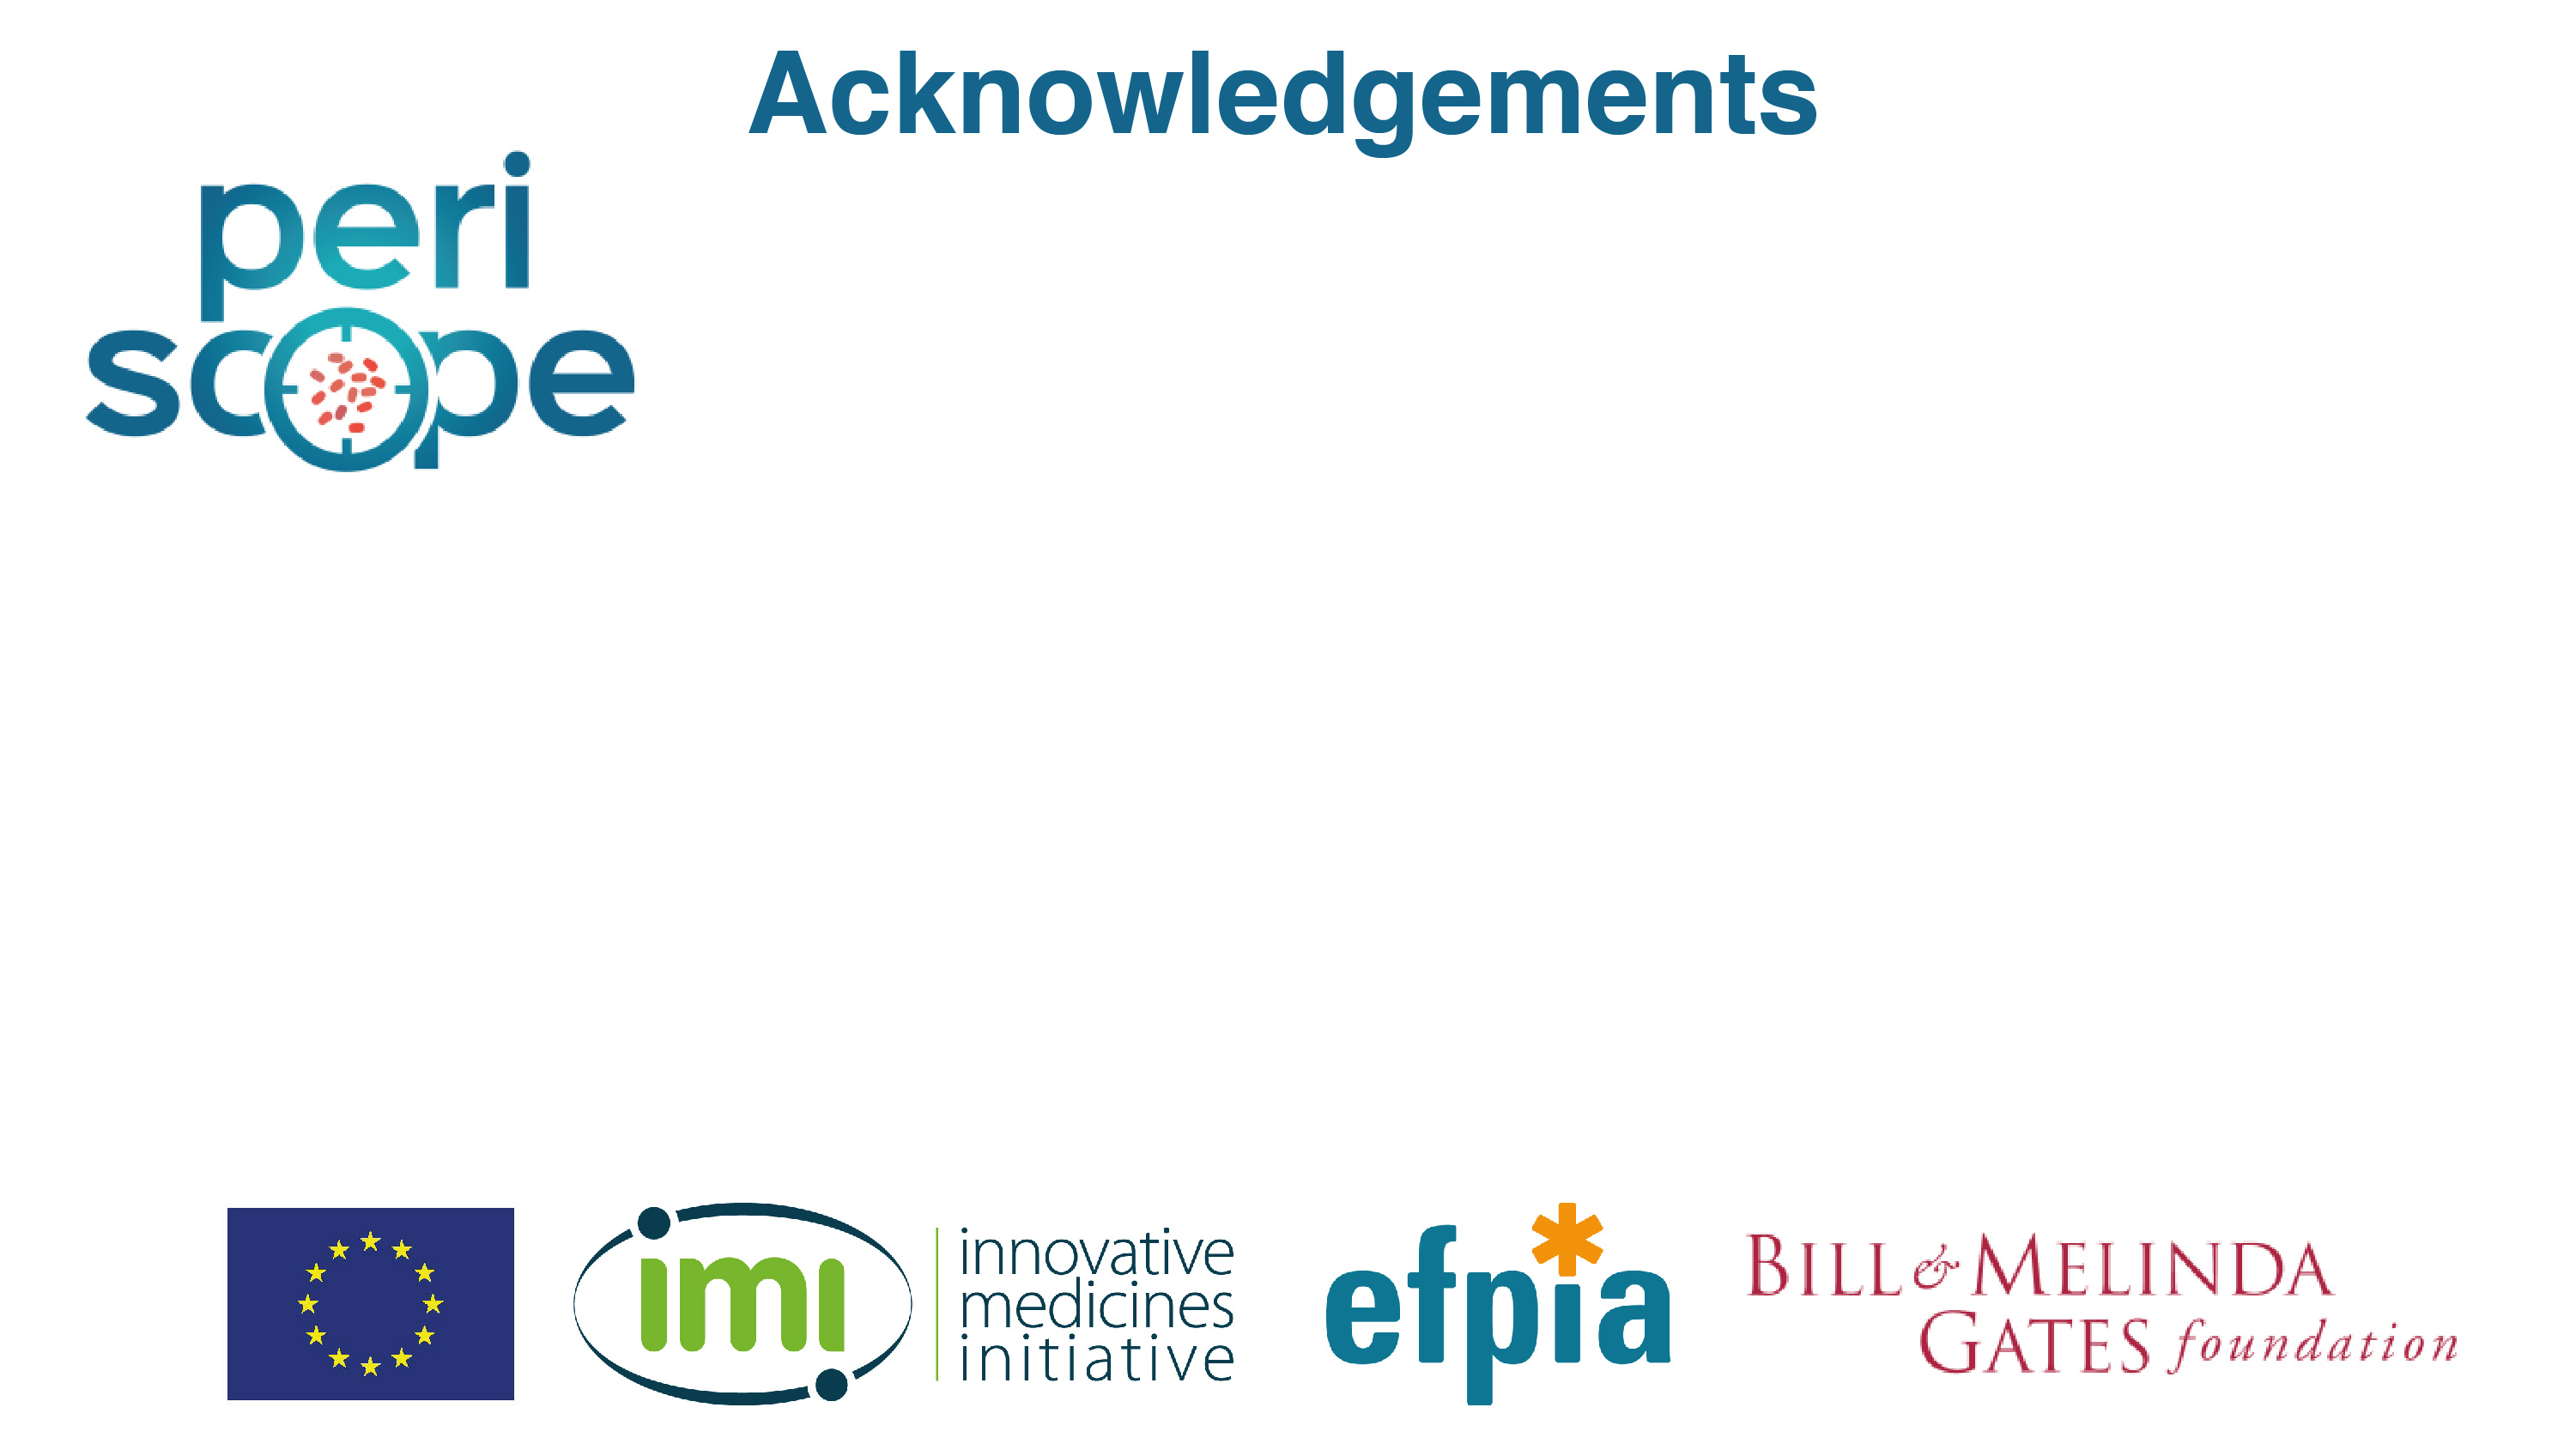 Acknowledgements
peri
scope
imi
innovative
medicines
initiative
efpia
BILL & MELINDA
GATES foundation